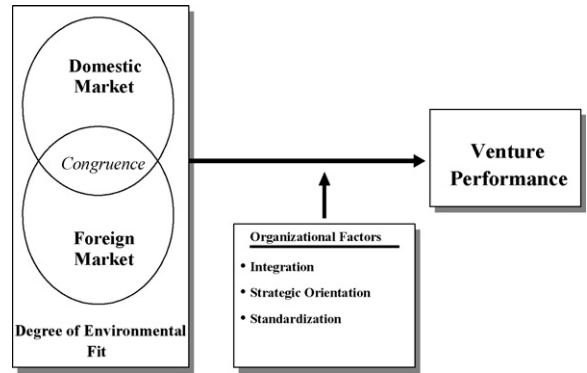 Domestic
Market
Congruence
Foreign
Market
Degree of Environmental
Fit
Organizational Factors
• Integration
• Strategic Orientation
• Standardization
Venture
Performance